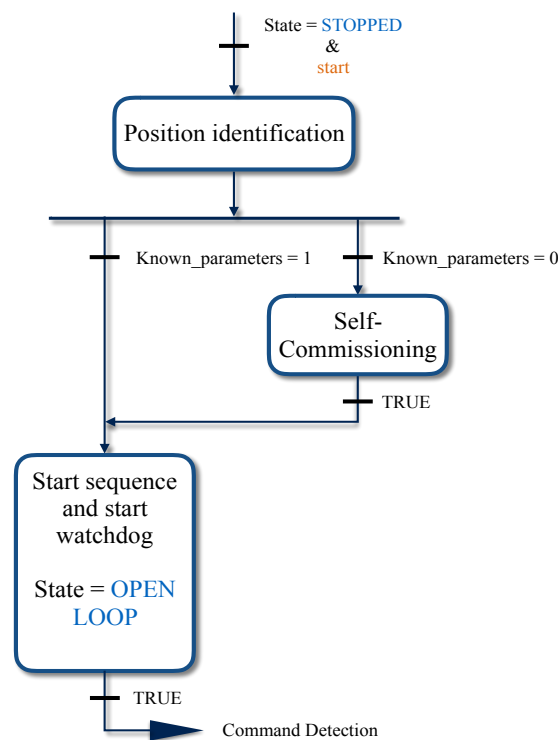 State = STOPPED
&
start
Position identification
Known_parameters = 1
Known_parameters = 0
Self-
Commissioning
TRUE
Start sequence
and start
watchdog
State = OPEN
LOOP
TRUE
Command Detection